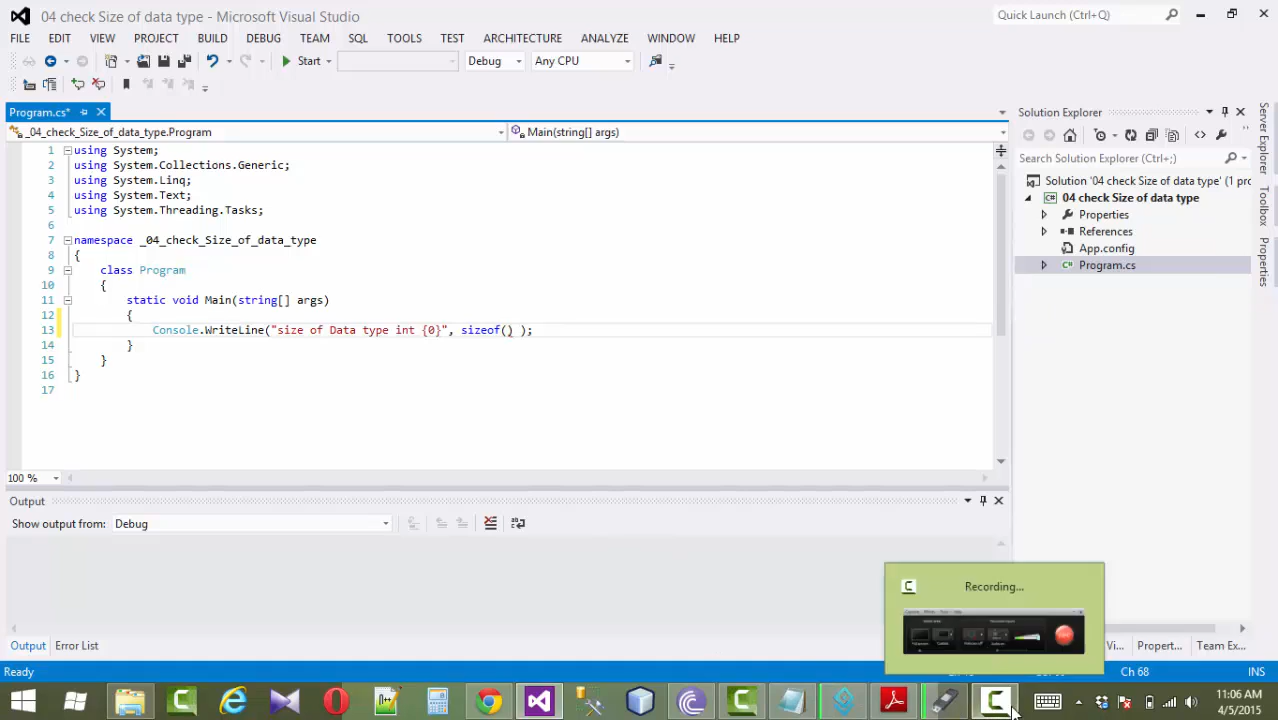 04 check Size of data type - Microsoft Visual Studio
Quick Launch (Ctrl+Q)
FILE EDIT VIEW PROJECT BUILD DEBUG TEAM SQL TOOLS TEST ARCHITECTURE ANALYZE WINDOW HELP
Start Debug Any CPU
Program.cs*
_04_check_Size_of_data_type.Program
Main(string[] args)
1 using System;
2 using System.Collections.Generic;
3 using System.Linq;
4 using System.Text;
5 using System.Threading.Tasks;
6
7 namespace _04_check_Size_of_data_type
8 {
9 class Program
10 {
11 static void Main(string[] args)
12 {
13 Console.WriteLine("size of Data type int {0}", sizeof() );
14 }
15 }
16 }
17
100 %
Output
Show output from: Debug
Output Error List
Ready
Solution Explorer
Search Solution Explorer (Ctrl+;)
Solution '04 check Size of data type' (1 pro
04 check Size of data type
Properties
References
App.config
Program.cs
Server Explorer
Toolbox
Properties
Recording...
Vi... Propert... Team Ex...
Ch 68
INS
11:06 AM
4/5/2015